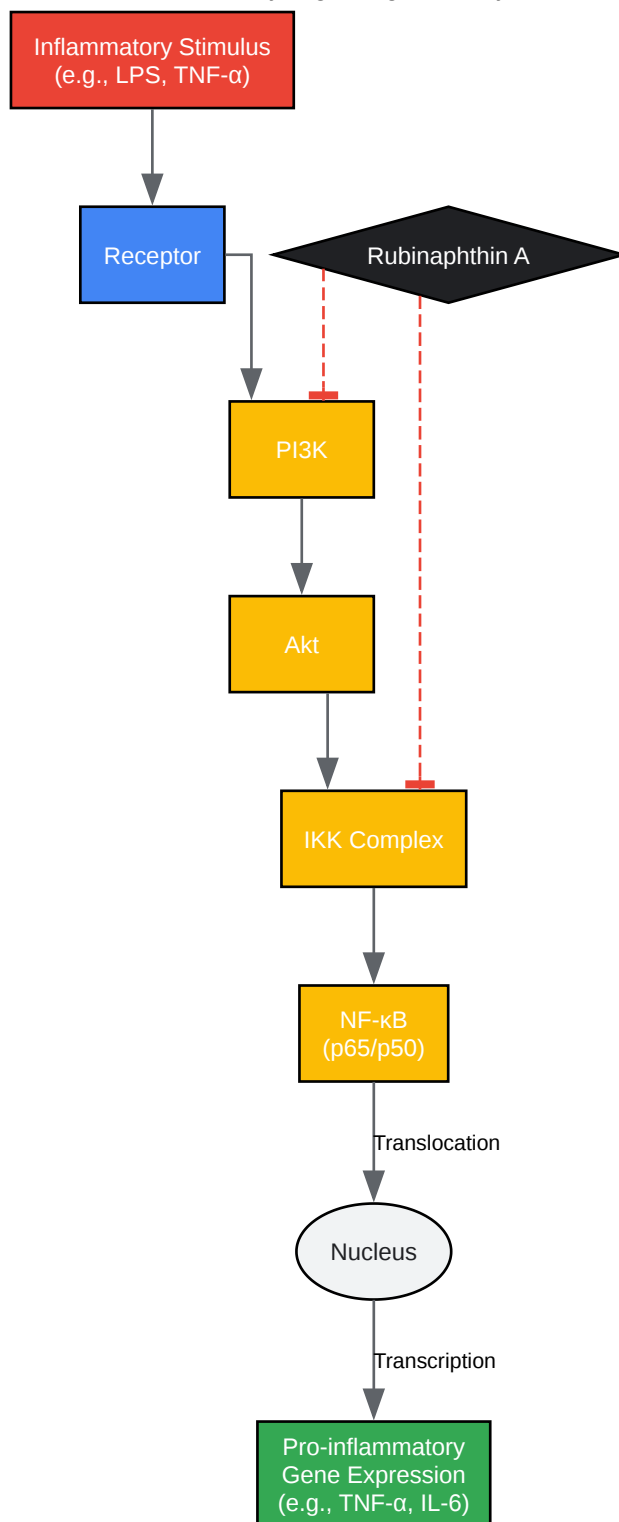 Inflammatory Stimulus
(e.g., LPS, TNF-α)
Receptor
Rubinaphthin A
PI3K
Akt
IKK Complex
NF-κB
(p65/p50)
Translocation
Nucleus
Transcription
Pro-inflammatory
Gene Expression
(e.g., TNF-α, IL-6)